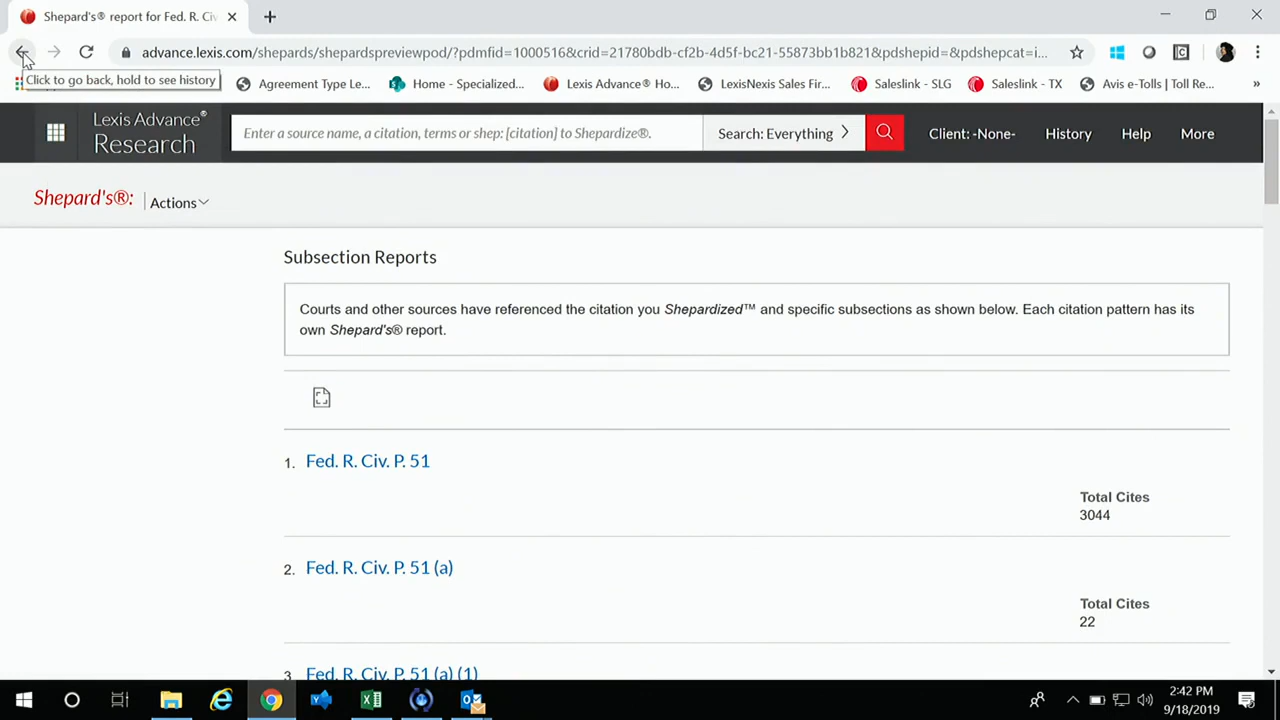 Shepard's® report for Fed. R. Civ
advance.lexis.com/shepards/shepardspreviewpod/?pdmfid=1000516&crid=21780bdb-cf2b-4d5f-bc21-55873bb1b821&pdshepid=&pdshepcat=i...
Click to go back, hold to see history
Agreement Type Le...
Home - Specialized...
Lexis Advance® Ho...
LexisNexis Sales Fir...
Saleslink - SLG
Saleslink - TX
Avis e-Tolls | Toll Re...
»
Lexis Advance®
Research
Enter a source name, a citation, terms or shep: [citation] to Shepardize®.
Search: Everything
Client: -None-
History
Help
More
Shepard's®:
Actions
Subsection Reports
Courts and other sources have referenced the citation you Shepardized™ and specific subsections as shown below. Each citation pattern has its
own Shepard's® report.
1. Fed. R. Civ. P. 51
Total Cites
3044
2. Fed. R. Civ. P. 51 (a)
Total Cites
22
3. Fed. R. Civ. P. 51 (a) (1)
2:42 PM
9/18/2019